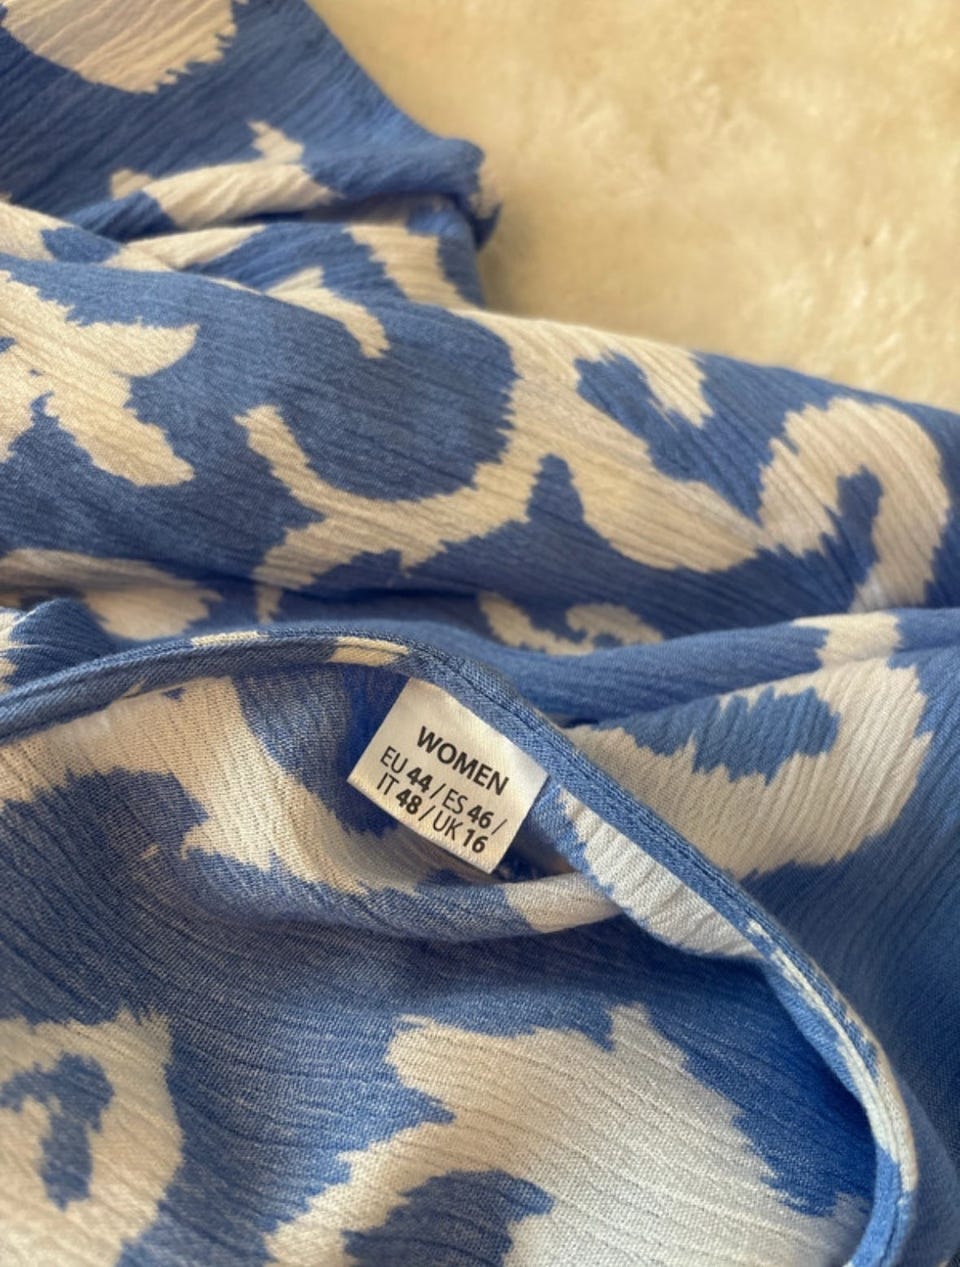 WOMEN
EU 44 / ES 46 /
IT 48 / UK 16